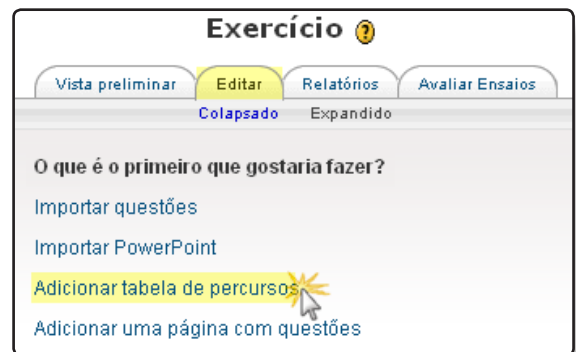 Exercício ?
Vista preliminar Editar Relatórios Avaliar Ensaios
Colapsado Expandido
O que é o primeiro que gostaria fazer?
Importar questões
Importar PowerPoint
Adicionar tabela de percursos
Adicionar uma página com questões